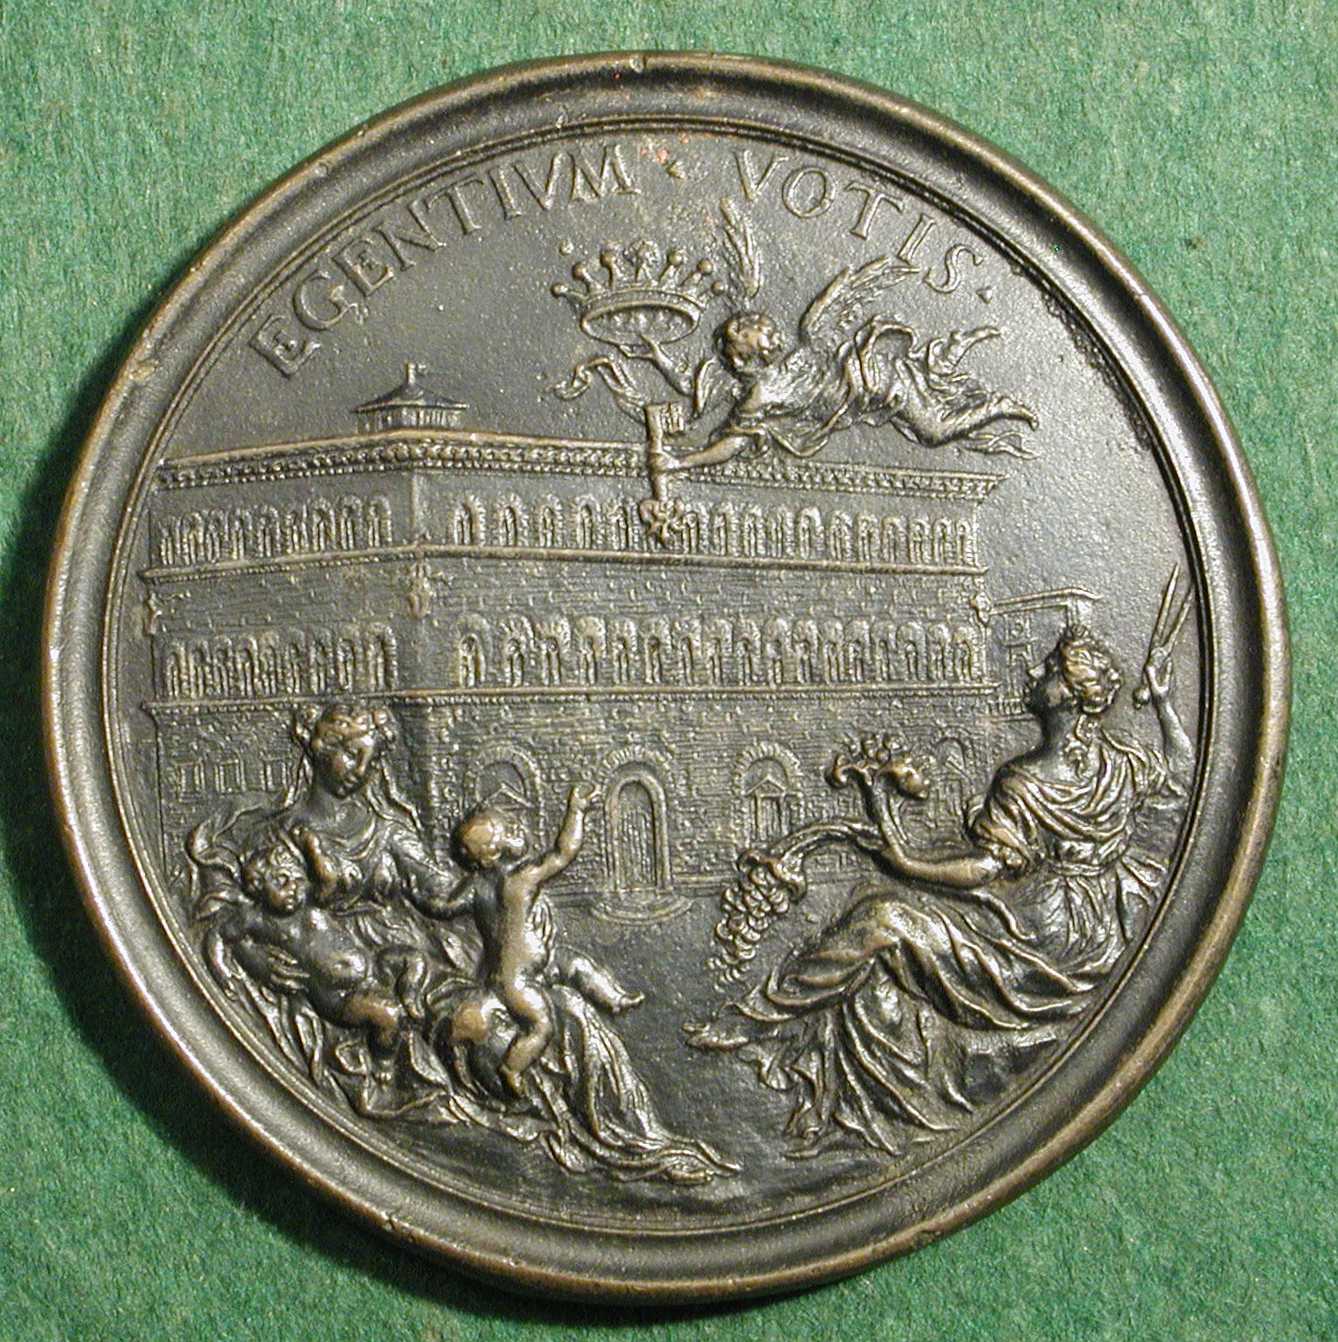 EGENTIVM · VOTIS ·